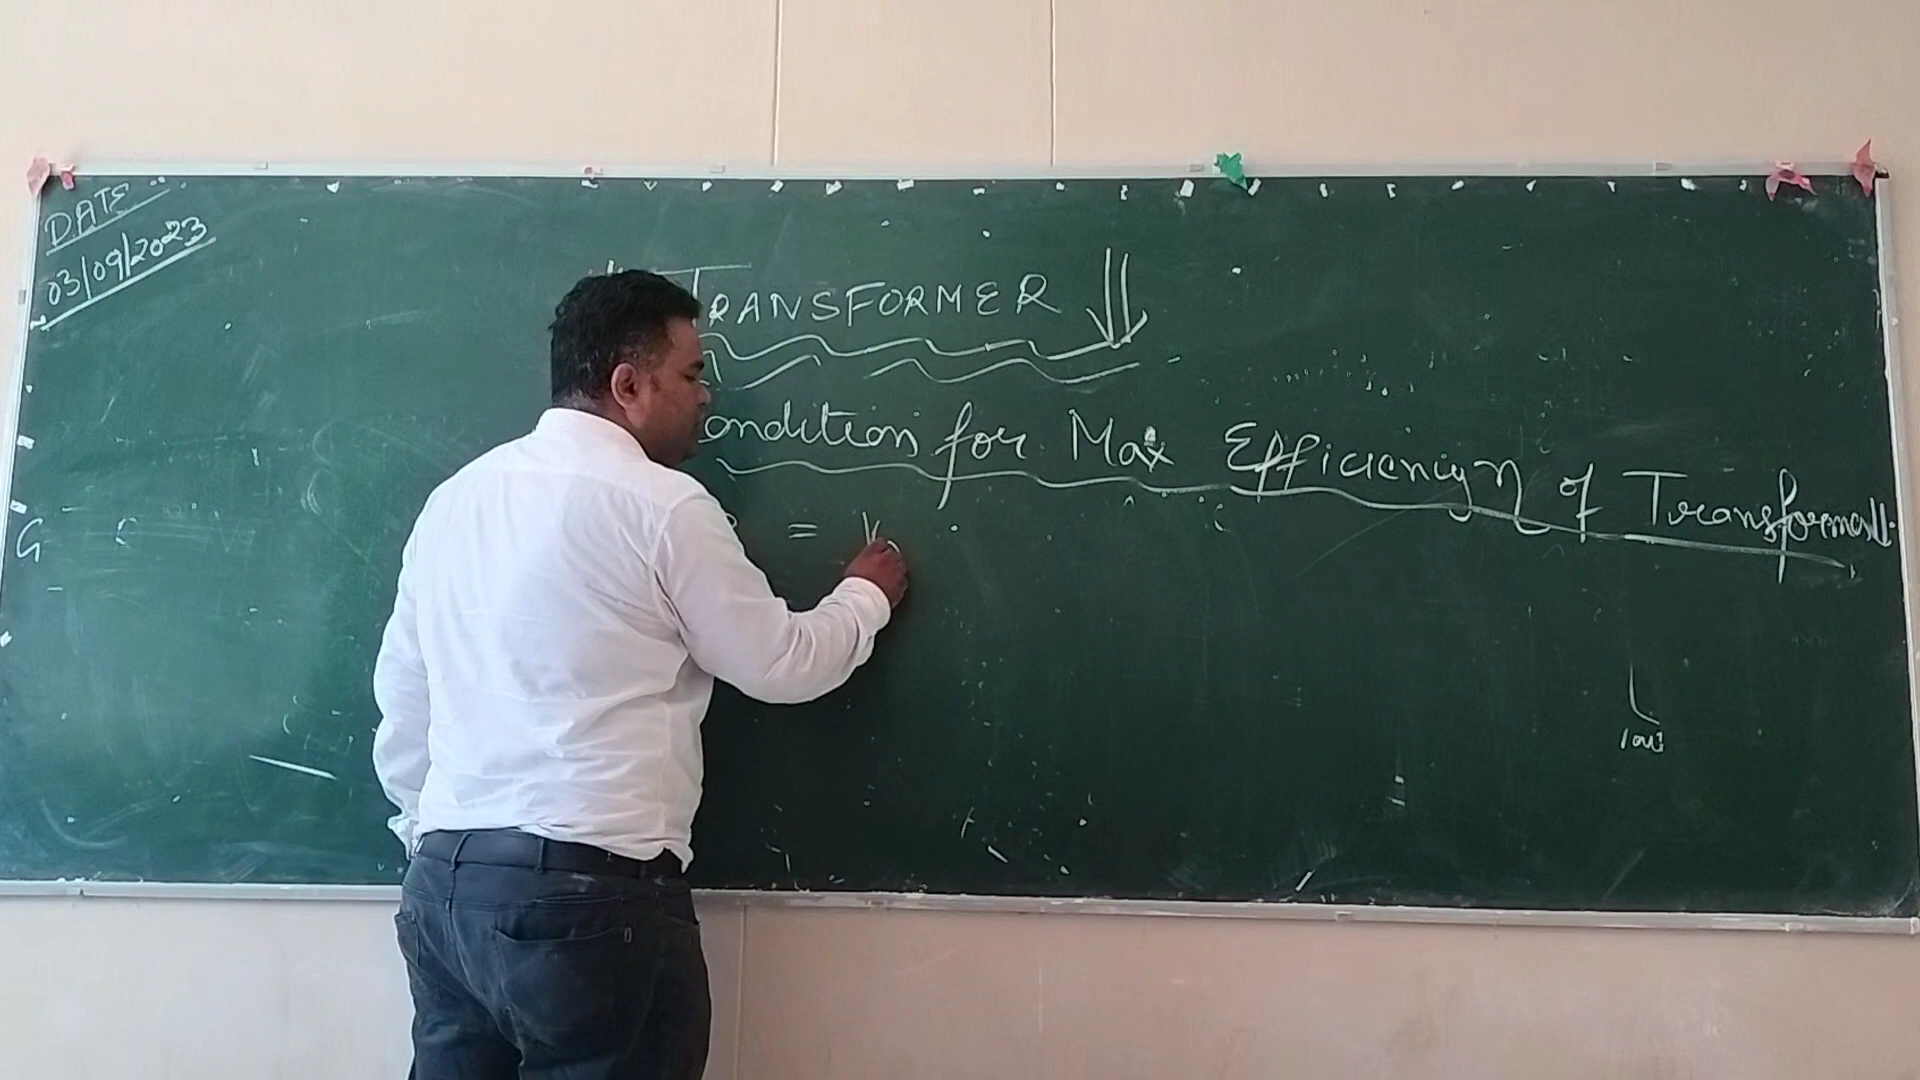 DATE
03/09/2023
TRANSFORMER
ondition for Max Efficiency of Transformer
= V
G